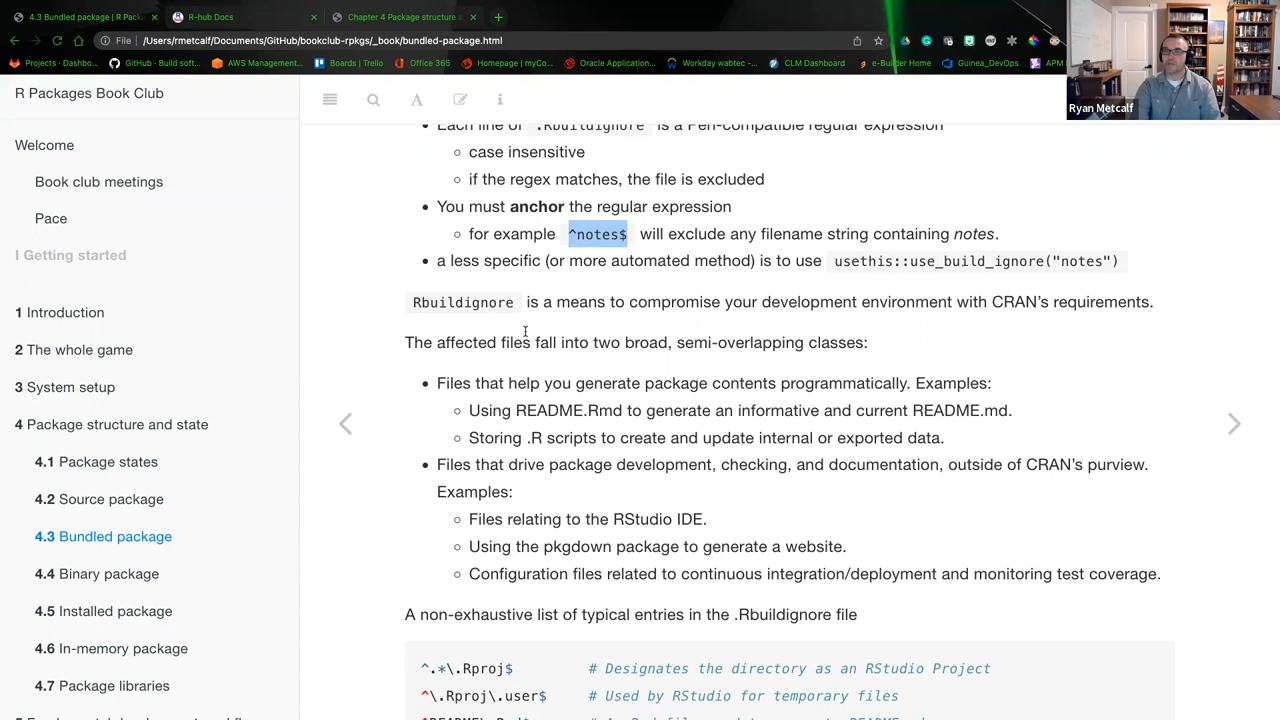 4.3 Bundled package | R Pack
R-hub Docs
Chapter 4 Package structure a
File
/Users/rmetcalf/Documents/GitHub/bookclub-rpkgs/_book/bundled-package.html
Projects - Dashbo...
GitHub · Build soft...
AWS Management...
Boards | Trello
Office 365
Homepage | myCo...
Oracle Application...
Workday wabtec -...
CLM Dashboard
e-Builder Home
Guinea_DevOps
APM
Ryan Metcalf
R Packages Book Club
Welcome
Book club meetings
Pace
I Getting started
1 Introduction
2 The whole game
3 System setup
4 Package structure and state
4.1 Package states
4.2 Source package
4.3 Bundled package
4.4 Binary package
4.5 Installed package
4.6 In-memory package
4.7 Package libraries
Each line of .Rbuildignore is a Perl-compatible regular expression
case insensitive
if the regex matches, the file is excluded
You must anchor the regular expression
for example ^notes$ will exclude any filename string containing notes.
a less specific (or more automated method) is to use usethis::use_build_ignore("notes")
Rbuildignore is a means to compromise your development environment with CRAN's requirements.
The affected files fall into two broad, semi-overlapping classes:
Files that help you generate package contents programmatically. Examples:
Using README.Rmd to generate an informative and current README.md.
Storing .R scripts to create and update internal or exported data.
Files that drive package development, checking, and documentation, outside of CRAN's purview.
Examples:
Files relating to the RStudio IDE.
Using the pkgdown package to generate a website.
Configuration files related to continuous integration/deployment and monitoring test coverage.
A non-exhaustive list of typical entries in the .Rbuildignore file
^.*\.Rproj$ # Designates the directory as an RStudio Project
^\.Rproj\.user$ # Used by RStudio for temporary files